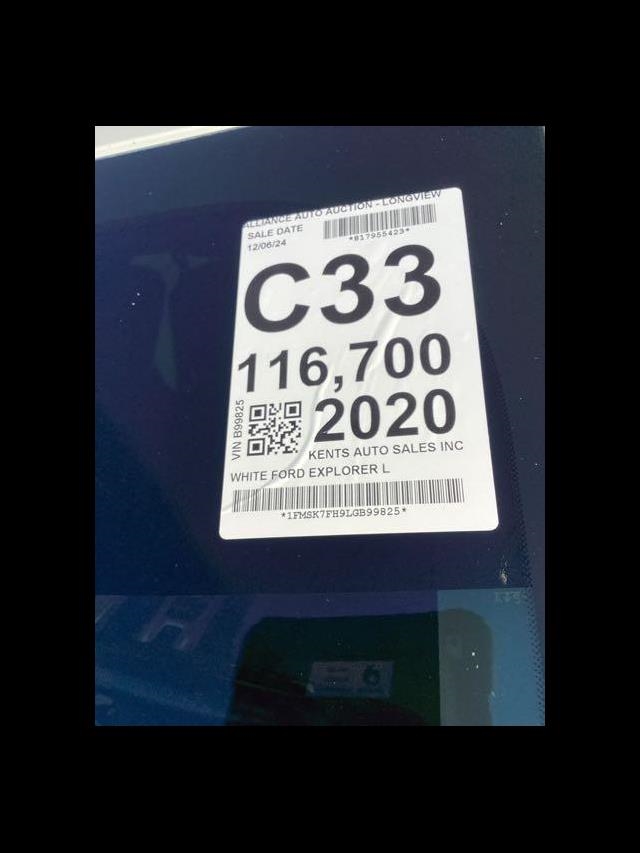 ALLIANCE AUTO AUCTION - LONGVIEW
SALE DATE
12/06/24
*817955423*
C33
116,700
2020
VIN B99825
KENTS AUTO SALES INC
WHITE FORD EXPLORER L
*1FMSK7FH9LGB99825*